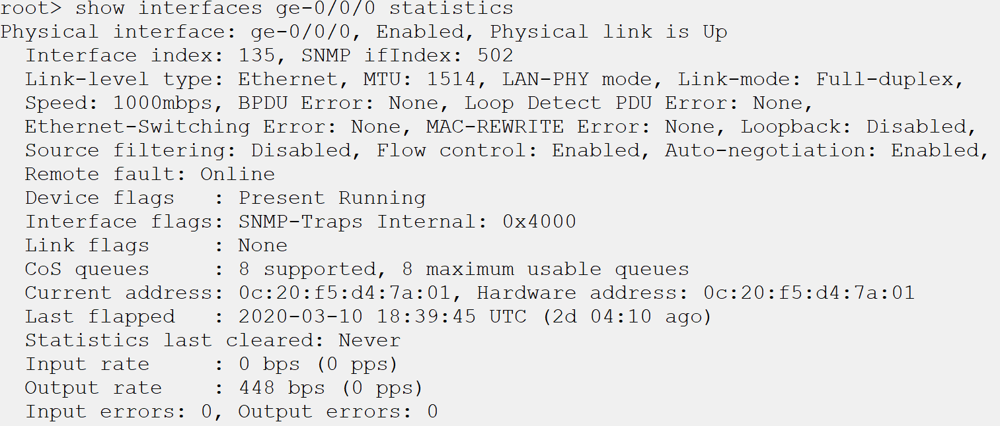 root> show interfaces ge-0/0/0 statistics
Physical interface: ge-0/0/0, Enabled, Physical link is Up
  Interface index: 135, SNMP ifIndex: 502
  Link-level type: Ethernet, MTU: 1514, LAN-PHY mode, Link-mode: Full-duplex,
  Speed: 1000mbps, BPDU Error: None, Loop Detect PDU Error: None,
  Ethernet-Switching Error: None, MAC-REWRITE Error: None, Loopback: Disabled,
  Source filtering: Disabled, Flow control: Enabled, Auto-negotiation: Enabled,
  Remote fault: Online
  Device flags   : Present Running
  Interface flags: SNMP-Traps Internal: 0x4000
  Link flags     : None
  CoS queues     : 8 supported, 8 maximum usable queues
  Current address: 0c:20:f5:d4:7a:01, Hardware address: 0c:20:f5:d4:7a:01
  Last flapped   : 2020-03-10 18:39:45 UTC (2d 04:10 ago)
  Statistics last cleared: Never
  Input rate     : 0 bps (0 pps)
  Output rate    : 448 bps (0 pps)
  Input errors: 0, Output errors: 0